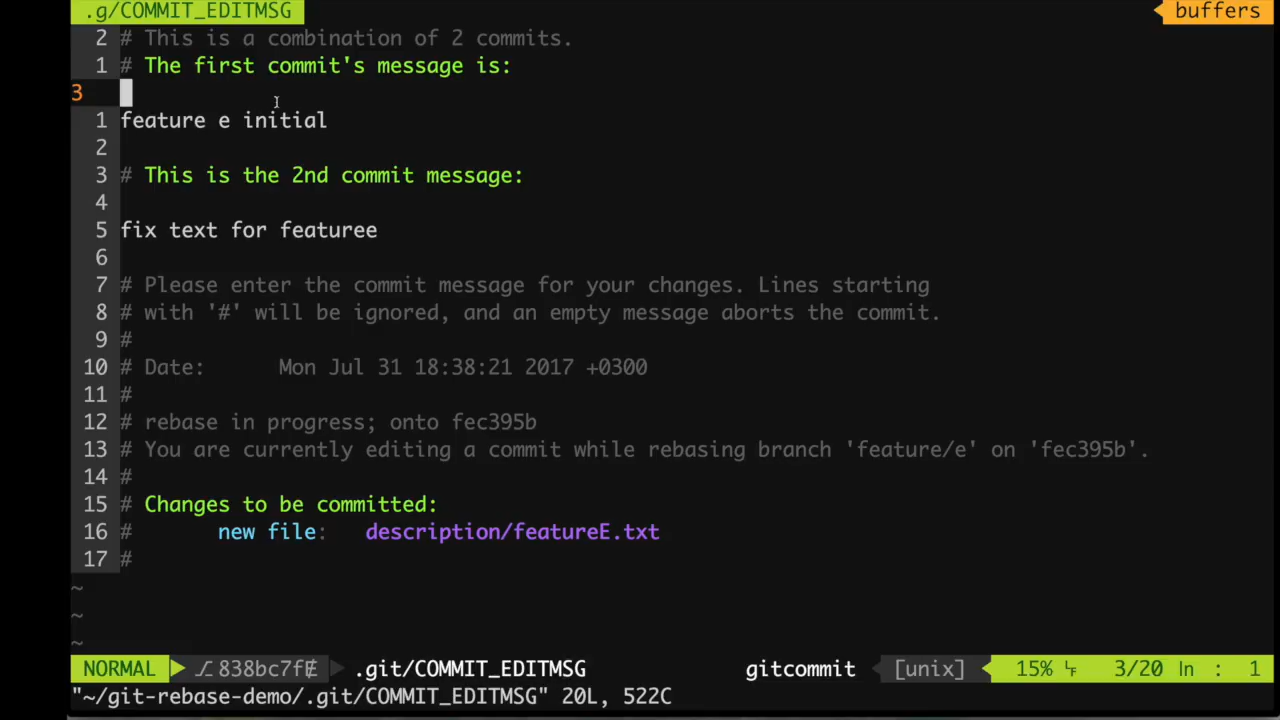 .g/COMMIT_EDITMSG buffers
2 # This is a combination of 2 commits.
1 # The first commit's message is:
3
1 feature e initial
2
3 # This is the 2nd commit message:
4
5 fix text for featuree
6
7 # Please enter the commit message for your changes. Lines starting
8 # with '#' will be ignored, and an empty message aborts the commit.
9 #
10 # Date:      Mon Jul 31 18:38:21 2017 +0300
11 #
12 # rebase in progress; onto fec395b
13 # You are currently editing a commit while rebasing branch 'feature/e' on 'fec395b'.
14 #
15 # Changes to be committed:
16 #       new file:   description/featureE.txt
17 #
~
~
~
NORMAL .git/COMMIT_EDITMSG gitcommit [unix] 15% 3/20 ln : 1
"~/git-rebase-demo/.git/COMMIT_EDITMSG" 20L, 522C